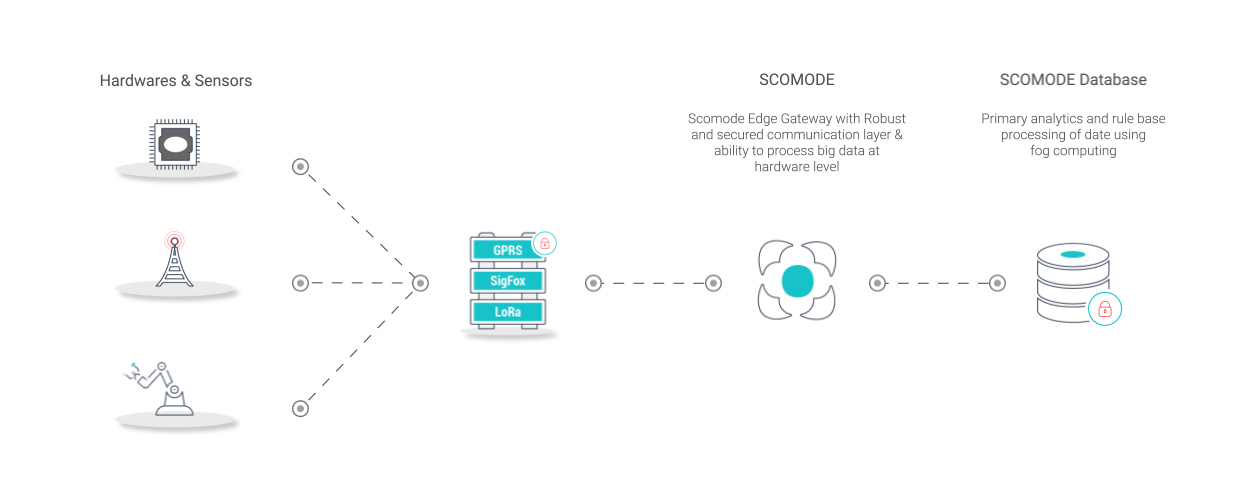 Hardwares & Sensors
SCOMODE
Scomode Edge Gateway with Robust
and secured communication layer &
ability to process big data at
hardware level
SCOMODE Database
Primary analytics and rule base
processing of date using
fog computing
GPRS
SigFox
LoRa